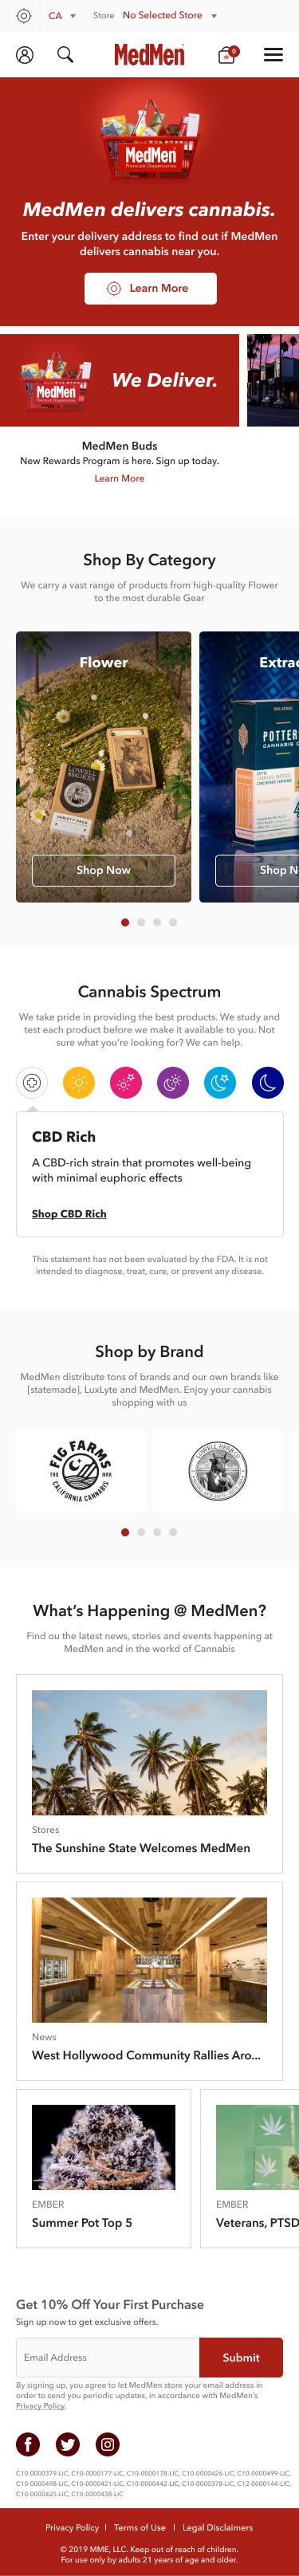 CA Store No Selected Store
MedMen 0
MedMen
Premium Dispensaries
MedMen delivers cannabis.
Enter your delivery address to find out if MedMen
delivers cannabis near you.
Learn More
MedMen
We Deliver.
MedMen Buds
New Rewards Program is here. Sign up today.
Learn More
Shop By Category
We carry a vast range of products from high-quality Flower
to the most durable Gear
Flower
LOWELL
SMOKES
VARIETY PACK
Shop Now
Extrac
POTTER
CANNABIS C
Shop N
Cannabis Spectrum
We take pride in providing the best products. We study and
test each product before we make it available to you. Not
sure what you're looking for? We can help.
CBD Rich
A CBD-rich strain that promotes well-being
with minimal euphoric effects
Shop CBD Rich
This statement has not been evaluated by the FDA. It is not
intended to diagnose, treat, cure, or prevent any disease.
Shop by Brand
MedMen distribute tons of brands and our own brands like
[statemade], LuxLyte and MedMen. Enjoy your cannabis
shopping with us
FIG FARMS
CALIFORNIA CANNABIS
LOWELL HERB CO
What's Happening @ MedMen?
Find ou the latest news, stories and events happening at
MedMen and in the workd of Cannabis
Stores
The Sunshine State Welcomes MedMen
News
West Hollywood Community Rallies Aro...
EMBER
Summer Pot Top 5
EMBER
Veterans, PTSD
Get 10% Off Your First Purchase
Sign up now to get exclusive offers.
Email Address
Submit
By signing up, you agree to let MedMen store your email address in
order to send you periodic updates, in accordance with MedMen's
Privacy Policy.
C10-0000379-LIC, C10-0000177-LIC, C10-0000178-LIC, C10-0000426-LIC, C10-0000499-LIC,
C10-0000498-LIC, C10-0000421-LIC, C10-0000442-LIC, C10-0000378-LIC, C12-0000144-LIC,
C10-0000425-LIC, C10-0000438-LIC
Privacy Policy | Terms of Use | Legal Disclaimers
© 2019 MME, LLC. Keep out of reach of children.
For use only by adults 21 years of age and older.